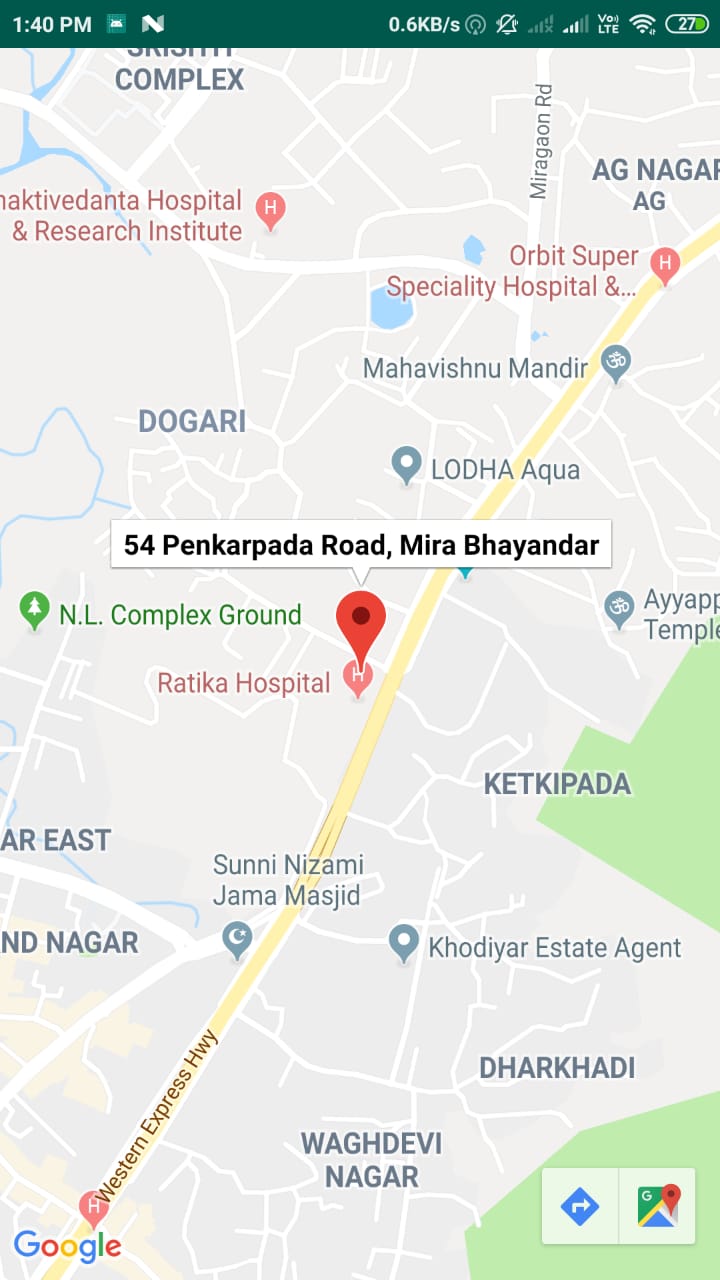 1:40 PM
0.6KB/s
Vo))
LTE
27
COMPLEX
Miragaon Rd
AG NAGAR
AG
haktivedanta Hospital
& Research Institute
H
Orbit Super
Speciality Hospital &...
H
Mahavishnu Mandir
ॐ
DOGARI
LODHA Aqua
54 Penkarpada Road, Mira Bhayandar
N.L. Complex Ground
ॐ
Ayyapp
Temple
Ratika Hospital
H
KETKIPADA
AR EAST
Sunni Nizami
Jama Masjid
ND NAGAR
Khodiyar Estate Agent
Western Express Hwy
DHARKHADI
WAGHDEVI
NAGAR
H
G
Google